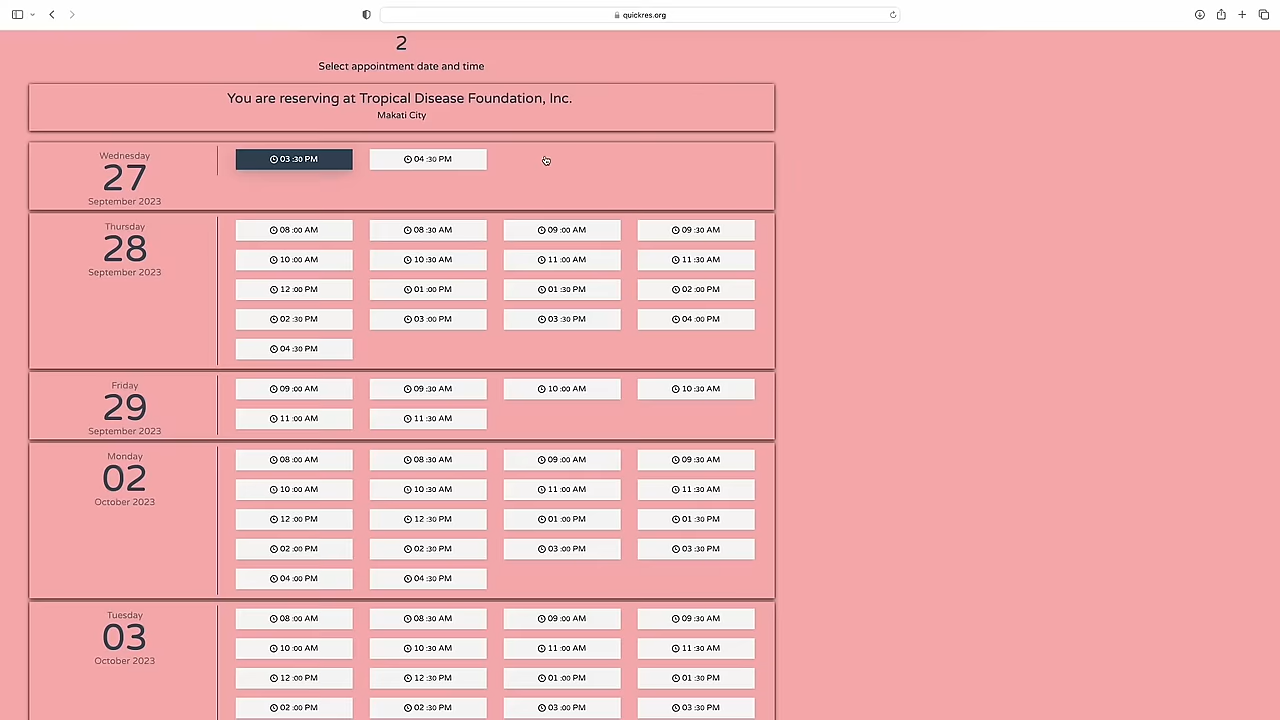 quickres.org
2
Select appointment date and time
You are reserving at Tropical Disease Foundation, Inc.
Makati City
Wednesday
27
September 2023
03 :30 PM
04 :30 PM
Thursday
28
September 2023
08 :00 AM
08 :30 AM
09 :00 AM
09 :30 AM
10 :00 AM
10 :30 AM
11 :00 AM
11 :30 AM
12 :00 PM
01 :00 PM
01 :30 PM
02 :00 PM
02 :30 PM
03 :00 PM
03 :30 PM
04 :00 PM
04 :30 PM
Friday
29
September 2023
09 :00 AM
09 :30 AM
10 :00 AM
10 :30 AM
11 :00 AM
11 :30 AM
Monday
02
October 2023
08 :00 AM
08 :30 AM
09 :00 AM
09 :30 AM
10 :00 AM
10 :30 AM
11 :00 AM
11 :30 AM
12 :00 PM
12 :30 PM
01 :00 PM
01 :30 PM
02 :00 PM
02 :30 PM
03 :00 PM
03 :30 PM
04 :00 PM
04 :30 PM
Tuesday
03
October 2023
08 :00 AM
08 :30 AM
09 :00 AM
09 :30 AM
10 :00 AM
10 :30 AM
11 :00 AM
11 :30 AM
12 :00 PM
12 :30 PM
01 :00 PM
01 :30 PM
02 :00 PM
02 :30 PM
03 :00 PM
03 :30 PM